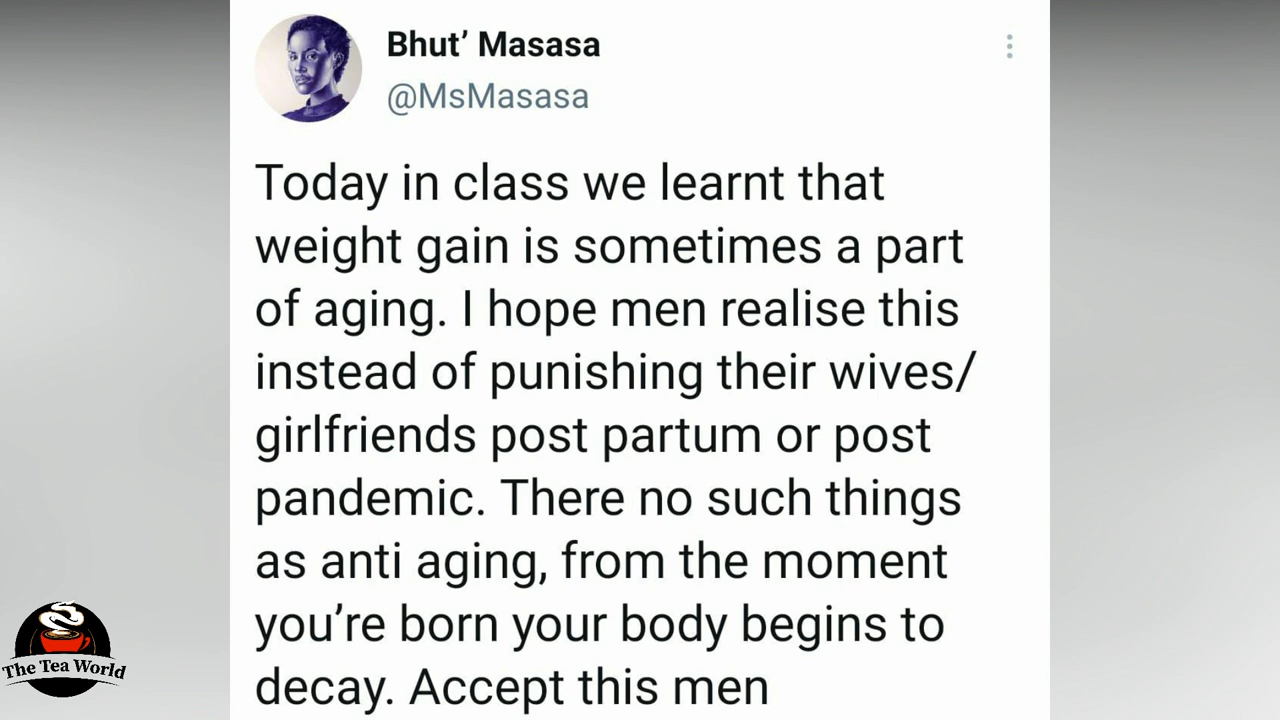 Bhut’ Masasa
@MsMasasa
Today in class we learnt that
weight gain is sometimes a part
of aging. I hope men realise this
instead of punishing their wives/
girlfriends post partum or post
pandemic. There no such things
as anti aging, from the moment
you’re born your body begins to
decay. Accept this men
The Tea World